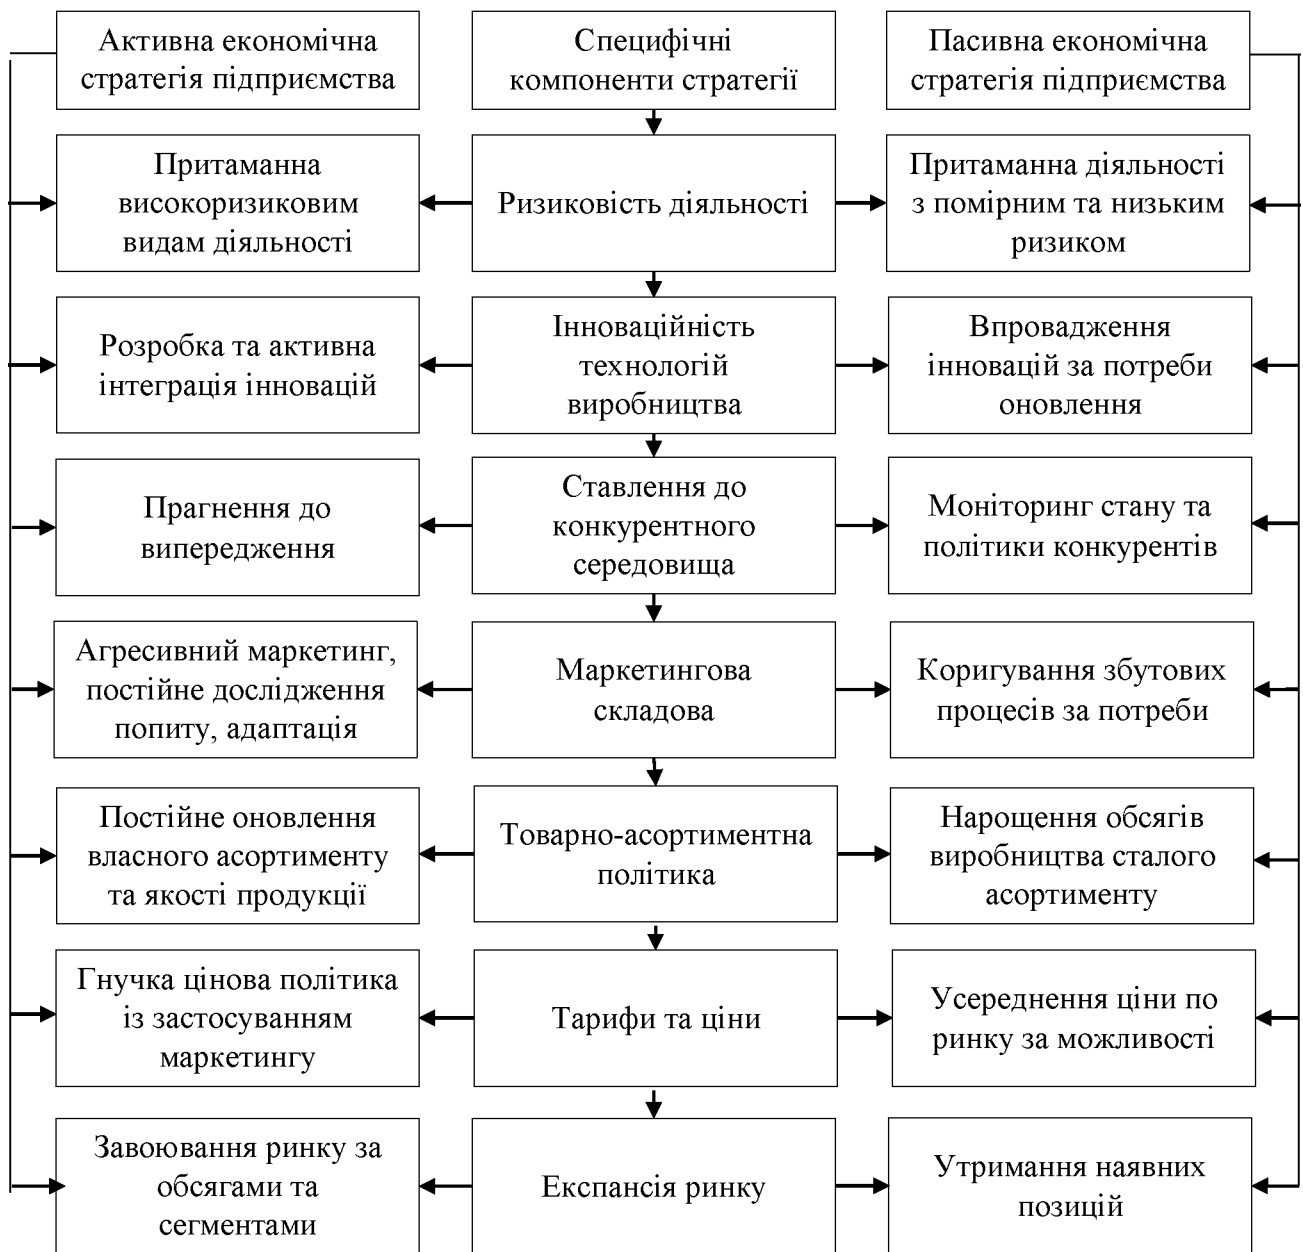 Активна економічна
стратегія підприємства
Специфічні
компоненти стратегії
Пасивна економічна
стратегія підприємства
Притаманна
високоризиковим
видам діяльності
Ризиковість діяльності
Притаманна діяльності
з помірним та низьким
ризиком
Розробка та активна
інтеграція інновацій
Інноваційність
технологій
виробництва
Впровадження
інновацій за потреби
оновлення
Прагнення до
випередження
Ставлення до
конкурентного
середовища
Моніторинг стану та
політики конкурентів
Агресивний маркетинг,
постійне дослідження
попиту, адаптація
Маркетингова
складова
Коригування збутових
процесів за потреби
Постійне оновлення
власного асортименту
та якості продукції
Товарно-асортиментна
політика
Нарощення обсягів
виробництва сталого
асортименту
Гнучка цінова політика
із застосуванням
маркетингу
Тарифи та ціни
Усереднення ціни по
ринку за можливості
Завоювання ринку за
обсягами та
сегментами
Експансія ринку
Утримання наявних
позицій